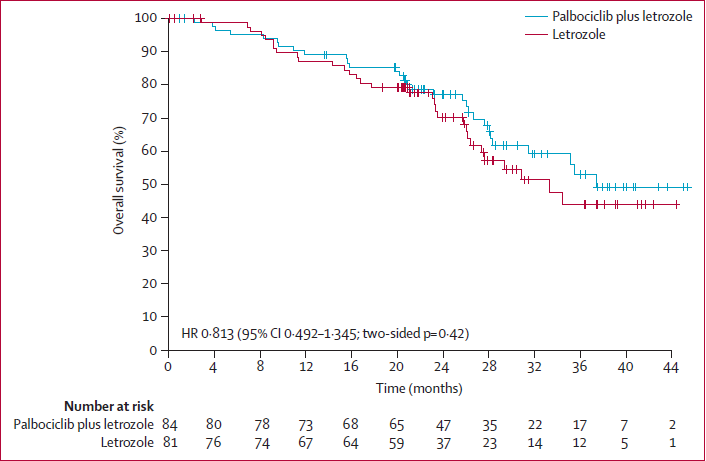 Palbociclib plus letrozole
Letrozole
100
90
80
70
60
50
40
30
20
10
0
Overall survival (%)
HR 0·813 (95% CI 0·492–1·345; two-sided p=0·42)
0 4 8 12 16 20 24 28 32 36 40 44
Time (months)
Number at risk
Palbociclib plus letrozole 84 80 78 73 68 65 47 35 22 17 7 2
Letrozole 81 76 74 67 64 59 37 23 14 12 5 1